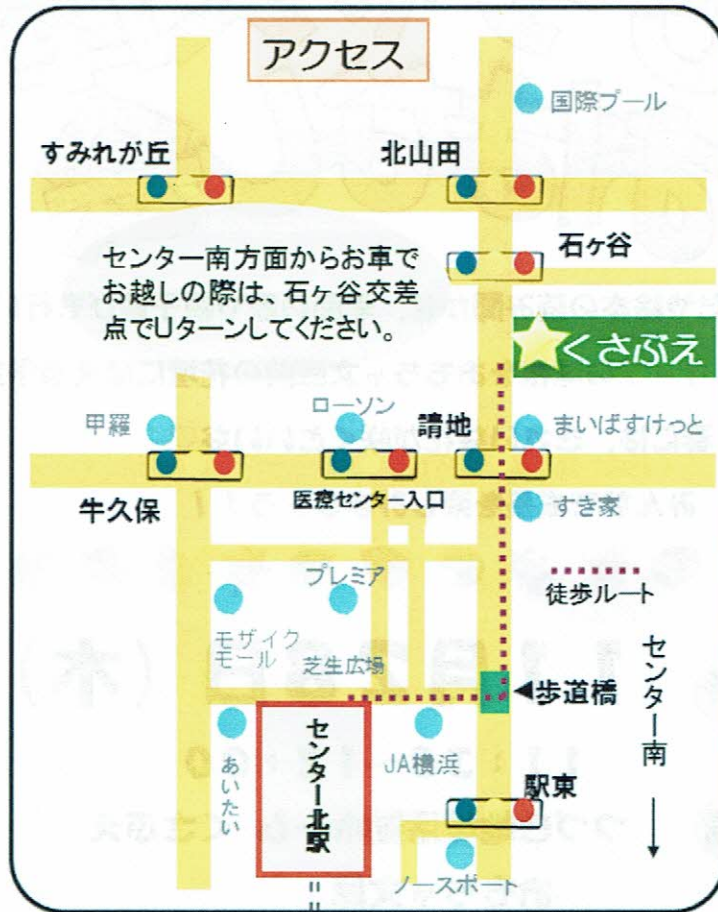 アクセス
国際プール
すみれが丘
北山田
センター南方面からお車で
お越しの際は、石ヶ谷交差
点でUターンしてください。
石ヶ谷
くさぶえ
甲羅
ローソン
請地
まいばすけっと
牛久保
医療センター入口
すき家
プレミア
徒歩ルート
モザイク
モール
芝生広場
センター南
歩道橋
あいたい
センター北駅
JA横浜
駅東
ノースポート